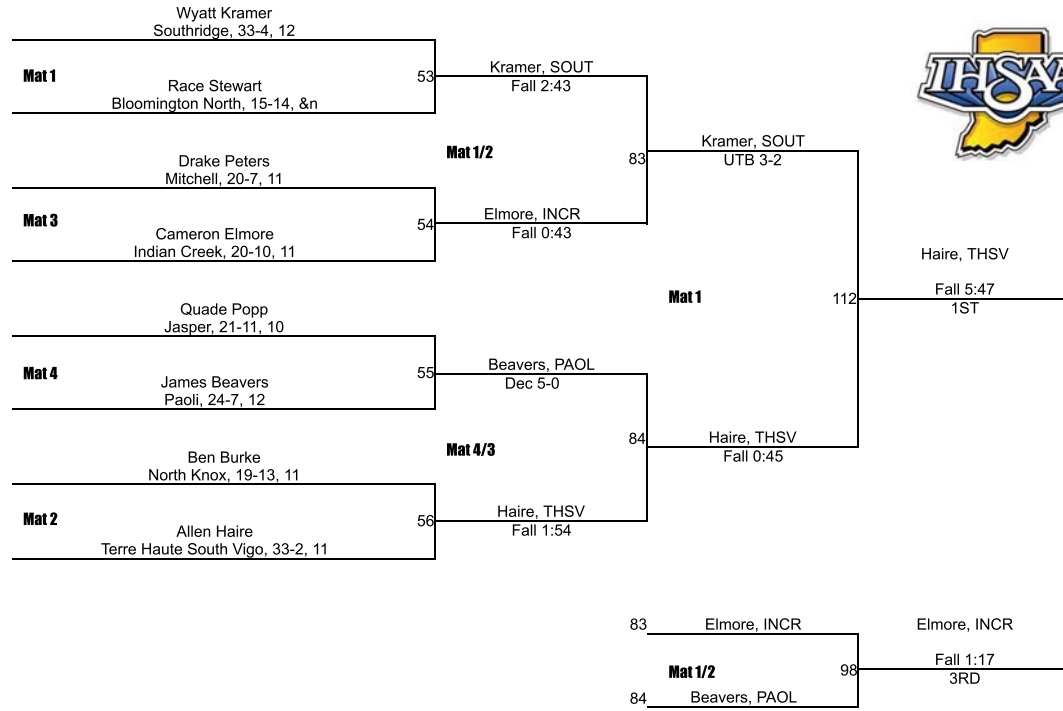 Wyatt Kramer
Southridge, 33-4, 12
Mat 1
53
Race Stewart
Bloomington North, 15-14, &n
Kramer, SOUT
Fall 2:43
Mat 1/2
83
Drake Peters
Mitchell, 20-7, 11
Mat 3
54
Cameron Elmore
Indian Creek, 20-10, 11
Elmore, INCR
Fall 0:43
Kramer, SOUT
UTB 3-2
Mat 1
112
Quade Popp
Jasper, 21-11, 10
Mat 4
55
James Beavers
Paoli, 24-7, 12
Beavers, PAOL
Dec 5-0
Mat 4/3
84
Ben Burke
North Knox, 19-13, 11
Mat 2
56
Allen Haire
Terre Haute South Vigo, 33-2, 11
Haire, THSV
Fall 1:54
Haire, THSV
Fall 0:45
IHSAA
Haire, THSV
Fall 5:47
1ST
83
Elmore, INCR
Mat 1/2
98
84
Beavers, PAOL
Elmore, INCR
Fall 1:17
3RD